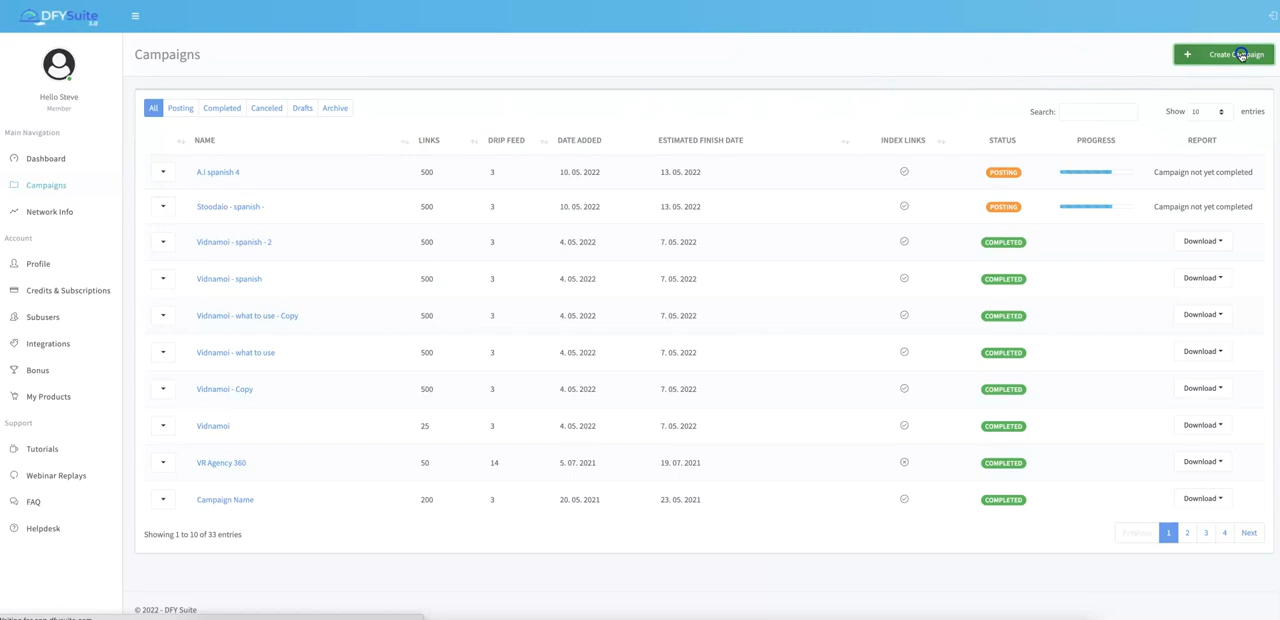 DFYSuite
3.0
Campaigns
+ Create Campaign
Hello Steve
Member
Main Navigation
Dashboard
Campaigns
Network Info
Account
Profile
Credits & Subscriptions
Subusers
Integrations
Bonus
My Products
Support
Tutorials
Webinar Replays
FAQ
Helpdesk
All Posting Completed Canceled Drafts Archive
Search: Show 10 entries
NAME LINKS DRIP FEED DATE ADDED ESTIMATED FINISH DATE INDEX LINKS STATUS PROGRESS REPORT
A.I spanish 4 500 3 10. 05. 2022 13. 05. 2022 POSTING Campaign not yet completed
Stoodaio - spanish - 500 3 10. 05. 2022 13. 05. 2022 POSTING Campaign not yet completed
Vidnamoi - spanish - 2 500 3 4. 05. 2022 7. 05. 2022 COMPLETED Download
Vidnamoi - spanish 500 3 4. 05. 2022 7. 05. 2022 COMPLETED Download
Vidnamoi - what to use - Copy 500 3 4. 05. 2022 7. 05. 2022 COMPLETED Download
Vidnamoi - what to use 500 3 4. 05. 2022 7. 05. 2022 COMPLETED Download
Vidnamoi - Copy 500 3 4. 05. 2022 7. 05. 2022 COMPLETED Download
Vidnamoi 25 3 4. 05. 2022 7. 05. 2022 COMPLETED Download
VR Agency 360 50 14 5. 07. 2021 19. 07. 2021 COMPLETED Download
Campaign Name 200 3 20. 05. 2021 23. 05. 2021 COMPLETED Download
Showing 1 to 10 of 33 entries
Previous 1 2 3 4 Next
© 2022 - DFY Suite